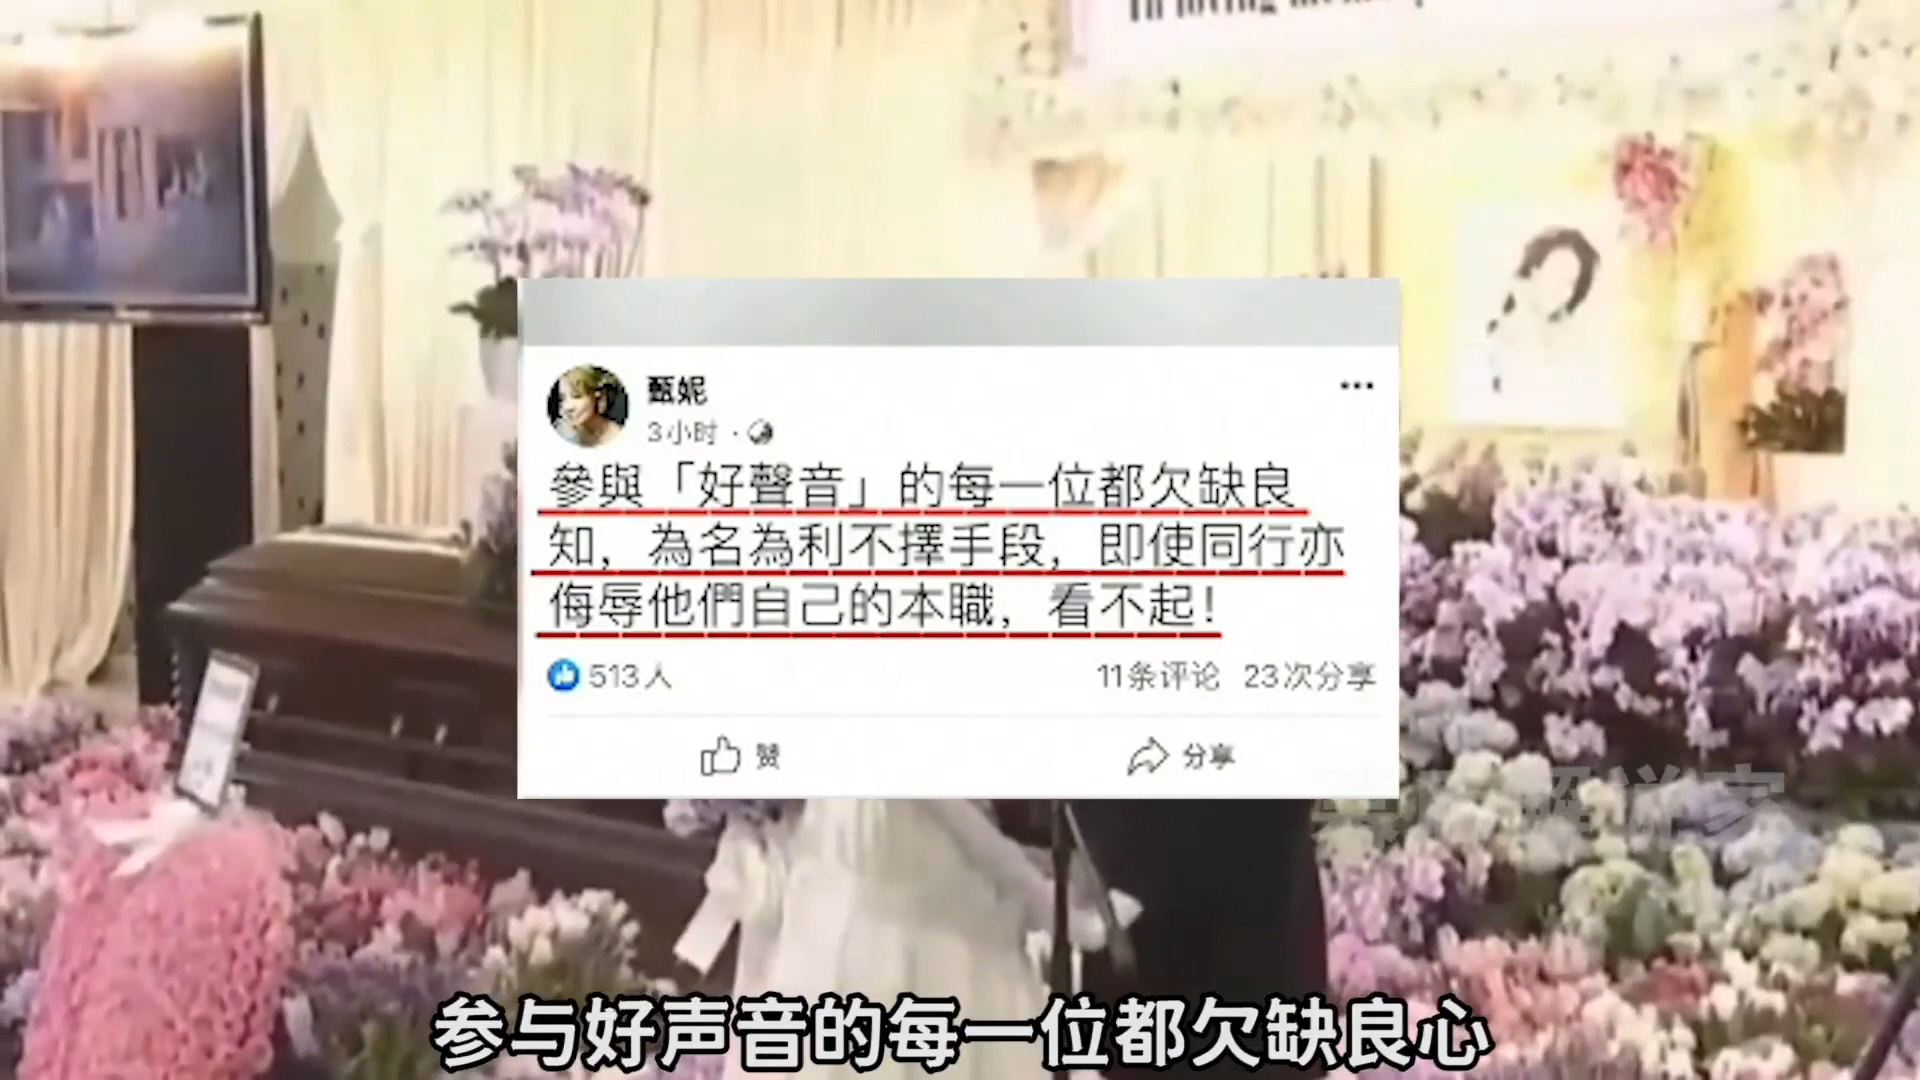 In loving
甄妮
3小时
參與「好聲音」的每一位都欠缺良
知，為名為利不擇手段，即使同行亦
侮辱他們自己的本職，看不起！
513人
11条评论 23次分享
赞
分享
参与好声音的每一位都欠缺良心